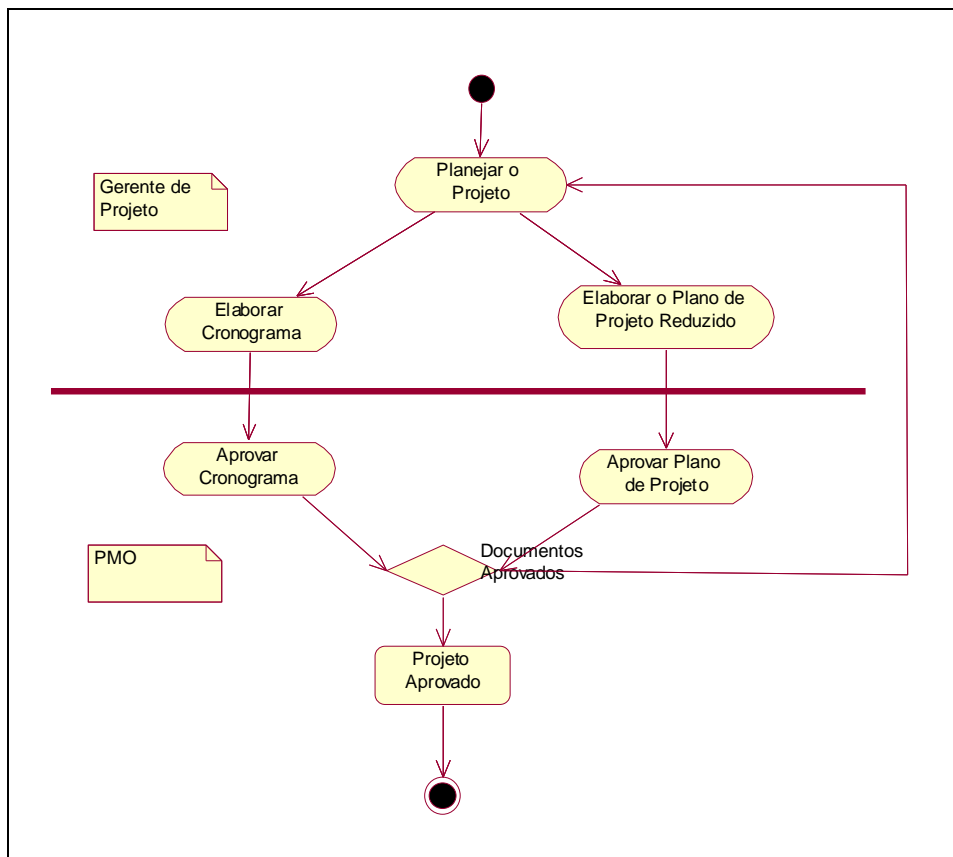 Planejar o
Projeto
Gerente de
Projeto
Elaborar
Cronograma
Elaborar o Plano de
Projeto Reduzido
Aprovar
Cronograma
Aprovar Plano
de Projeto
PMO
Documentos
Aprovados
Projeto
Aprovado